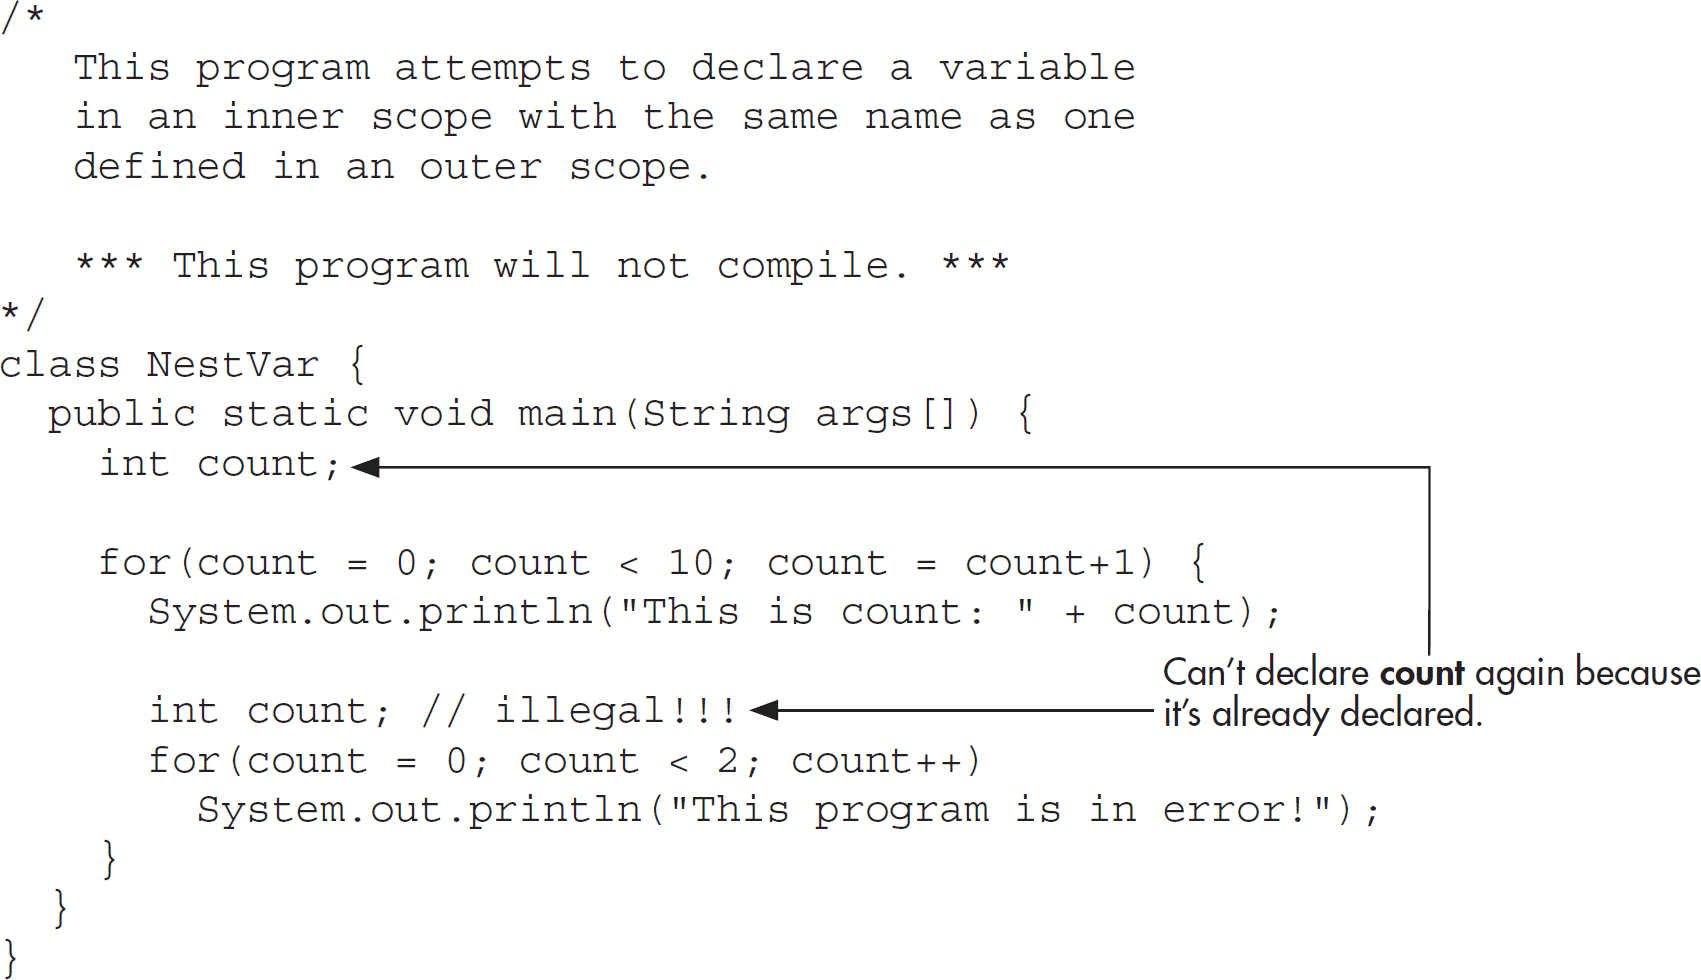 /*
   This program attempts to declare a variable
   in an inner scope with the same name as one
   defined in an outer scope.

   *** This program will not compile. ***
*/
class NestVar {
  public static void main(String args[]) {
    int count;

    for(count = 0; count < 10; count = count+1) {
      System.out.println("This is count: " + count);

      int count; // illegal!!!
      for(count = 0; count < 2; count++)
        System.out.println("This program is in error!");
    }
  }
}
Can't declare count again because
it's already declared.